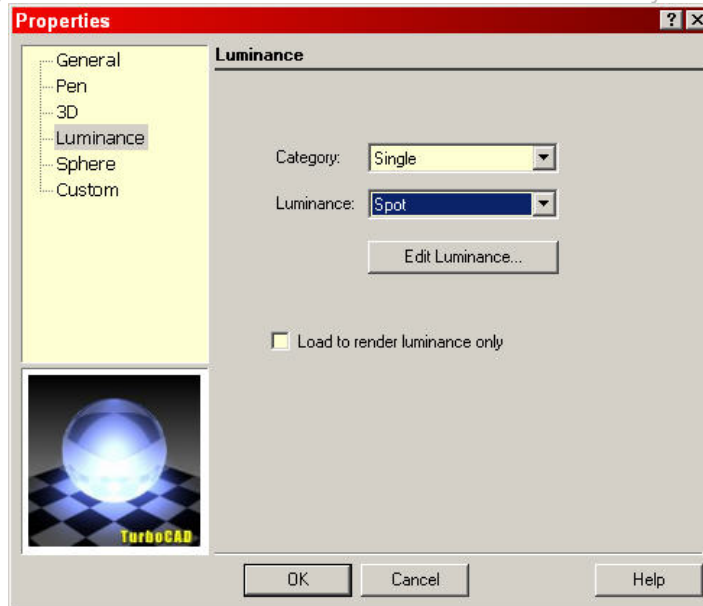 Properties
General
Pen
3D
Luminance
Sphere
Custom
Luminance
Category: Single
Luminance: Spot
Edit Luminance...
Load to render luminance only
TurboCAD
OK Cancel Help